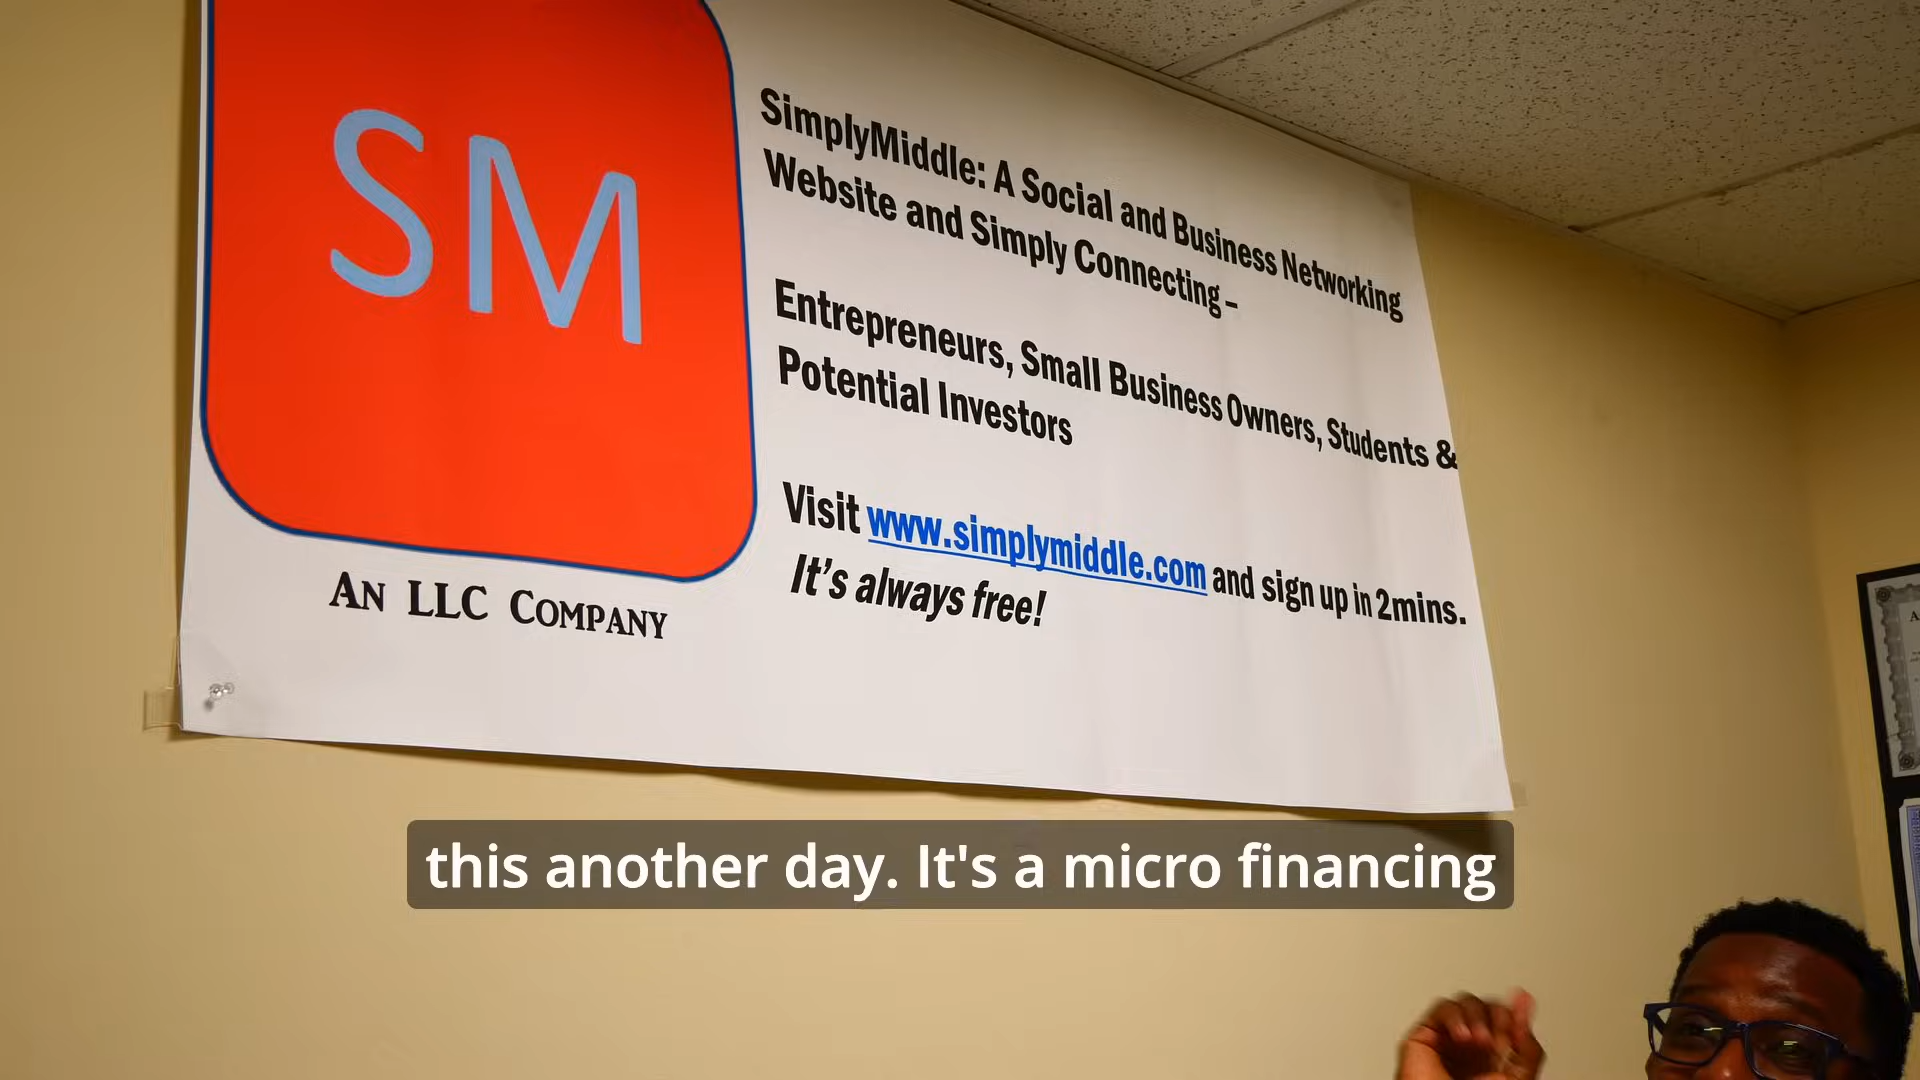 SM
AN LLC COMPANY
SimplyMiddle: A Social and Business Networking
Website and Simply Connecting –
Entrepreneurs, Small Business Owners, Students &
Potential Investors
Visit www.simplymiddle.com and sign up in 2mins.
It's always free!
this another day. It's a micro financing